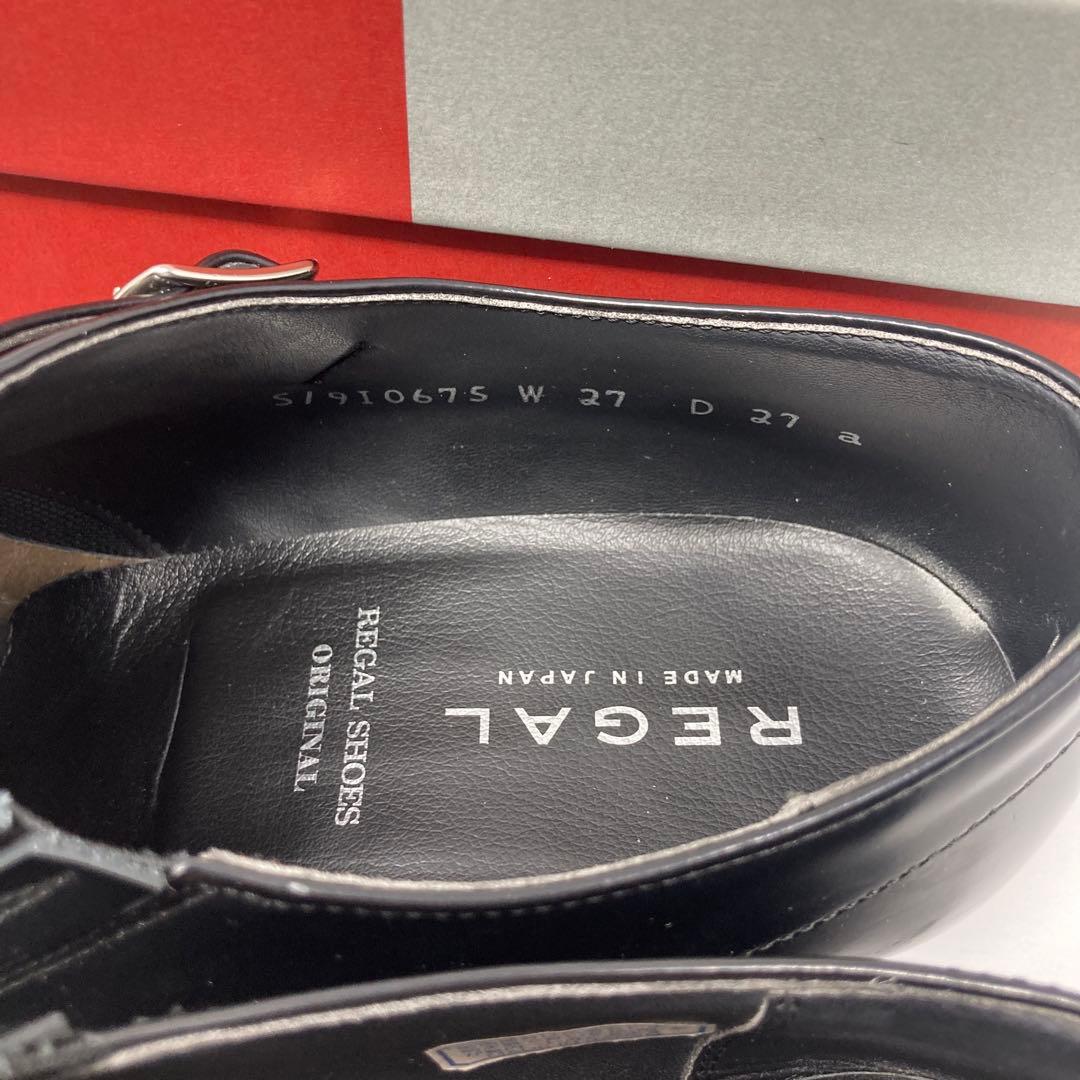 S19I067S W 27 D 27 a
REGAL
MADE IN JAPAN
REGAL SHOES
ORIGINAL